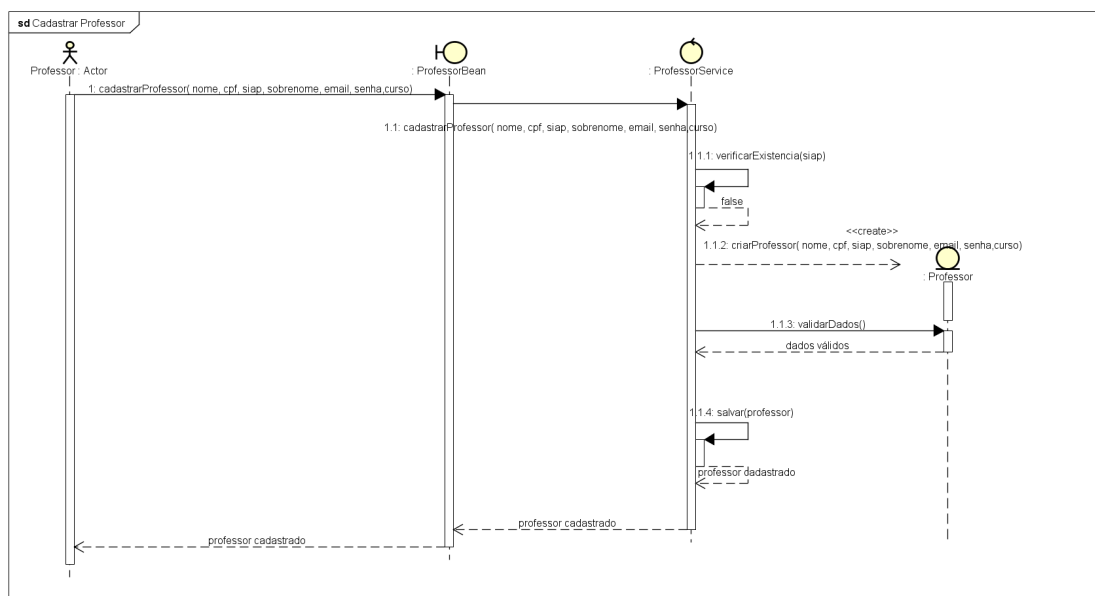 sd Cadastrar Professor
Professor : Actor
: ProfessorBean
: ProfessorService
1: cadastrarProfessor( nome, cpf, siap, sobrenome, email, senha,curso)
1.1: cadastrarProfessor( nome, cpf, siap, sobrenome, email, senha,curso)
1.1.1: verificarExistencia(siap)
false
<<create>>
1.1.2: criarProfessor( nome, cpf, siap, sobrenome, email, senha,curso)
: Professor
1.1.3: validarDados()
dados válidos
1.1.4: salvar(professor)
professor cadastrado
professor cadastrado
professor cadastrado